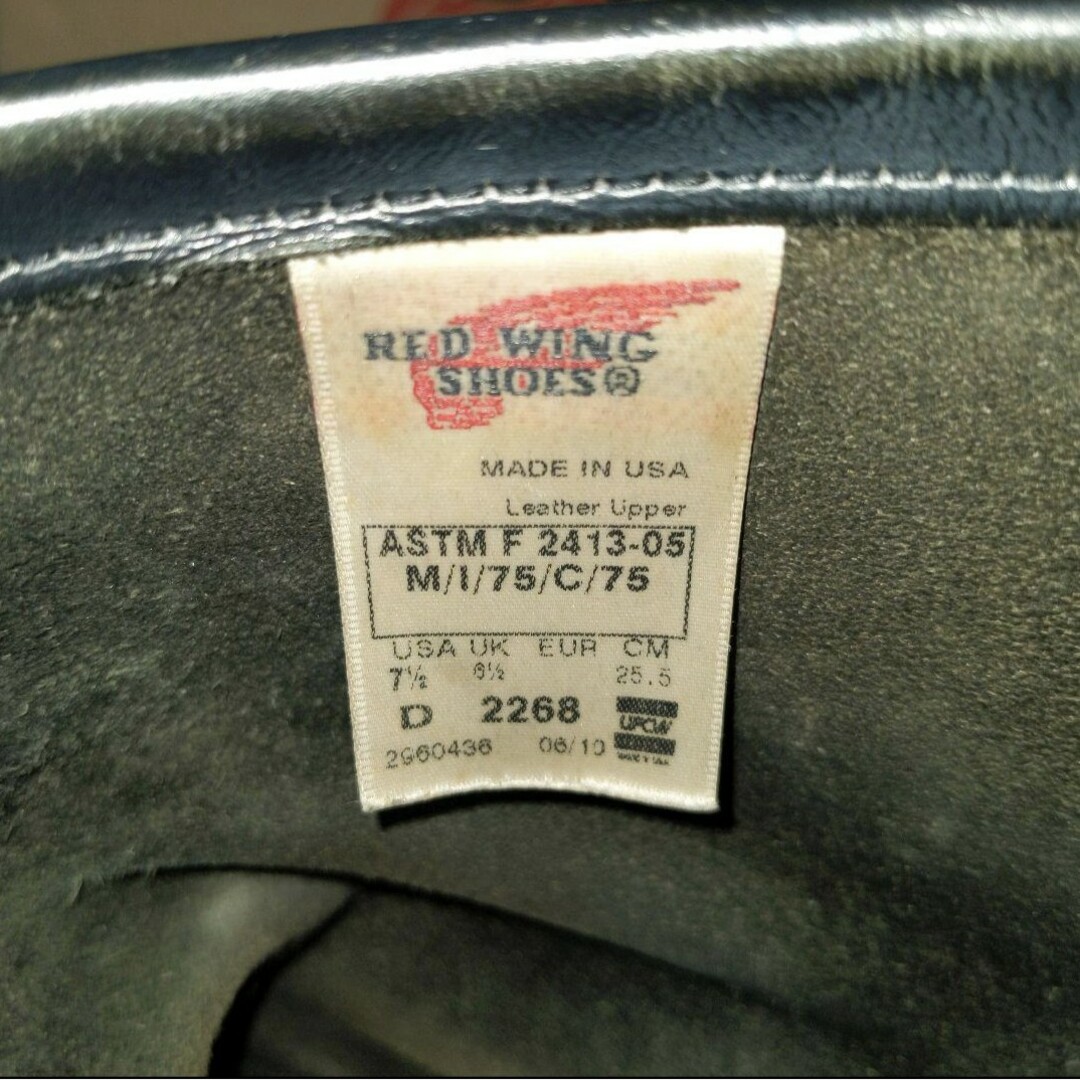 RED WING
SHOES®
MADE IN USA
Leather Upper
ASTM F 2413-05
M/I/75/C/75
USA UK EUR CM
7½ 6½ 25.5
D 2268
UFCW
2960436 06/10